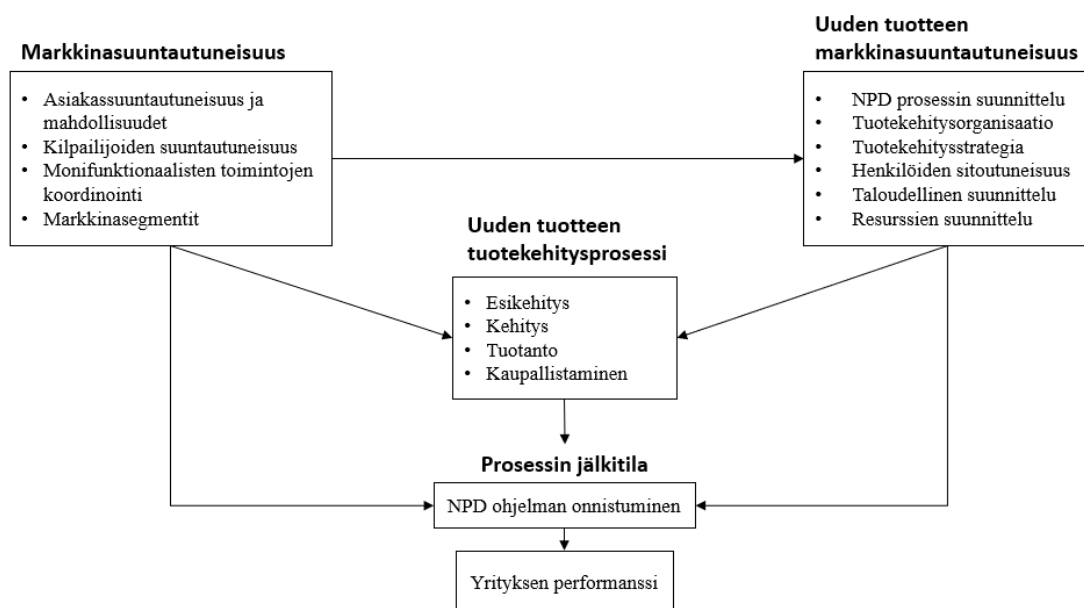 Markkinasuuntautuneisuus
• Asiakassuuntautuneisuus ja
mahdollisuudet
• Kilpailijoiden suuntautuneisuus
• Monifunktionaalisten toimintojen
koordinointi
• Markkinasegmentit
Uuden tuotteen
markkinasuuntautuneisuus
• NPD prosessin suunnittelu
• Tuotekehitysorganisaatio
• Tuotekehitysstrategia
• Henkilöiden sitoutuneisuus
• Taloudellinen suunnittelu
• Resurssien suunnittelu
Uuden tuotteen
tuotekehitysprosessi
• Esikehitys
• Kehitys
• Tuotanto
• Kaupallistaminen
Prosessin jälkitila
NPD ohjelman onnistuminen
Yrityksen performanssi